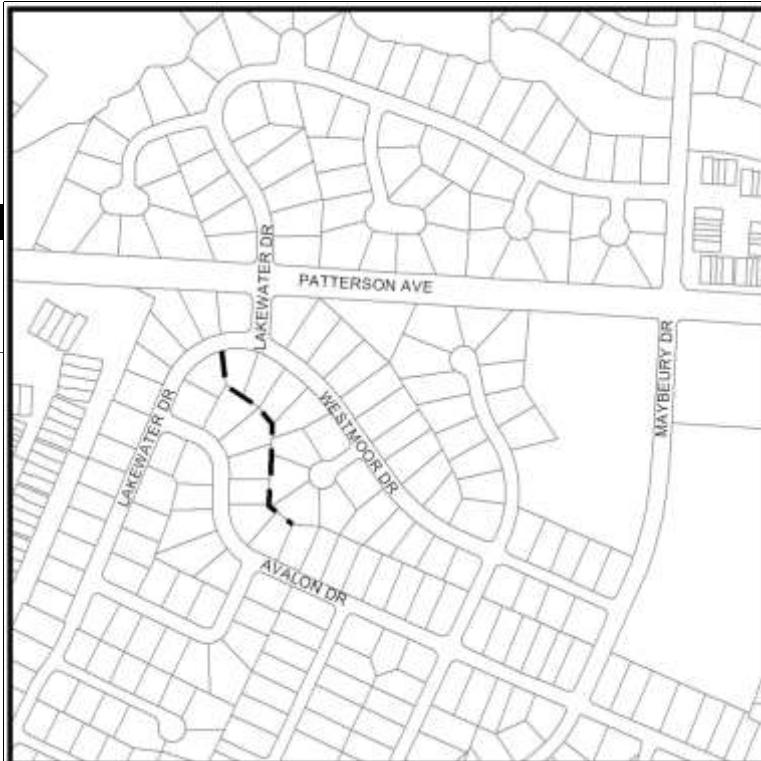 LAKEWATER DR
PATTERSON AVE
MAYBEURY DR
WESTMOOR DR
LAKEWATER DR
AVALON DR